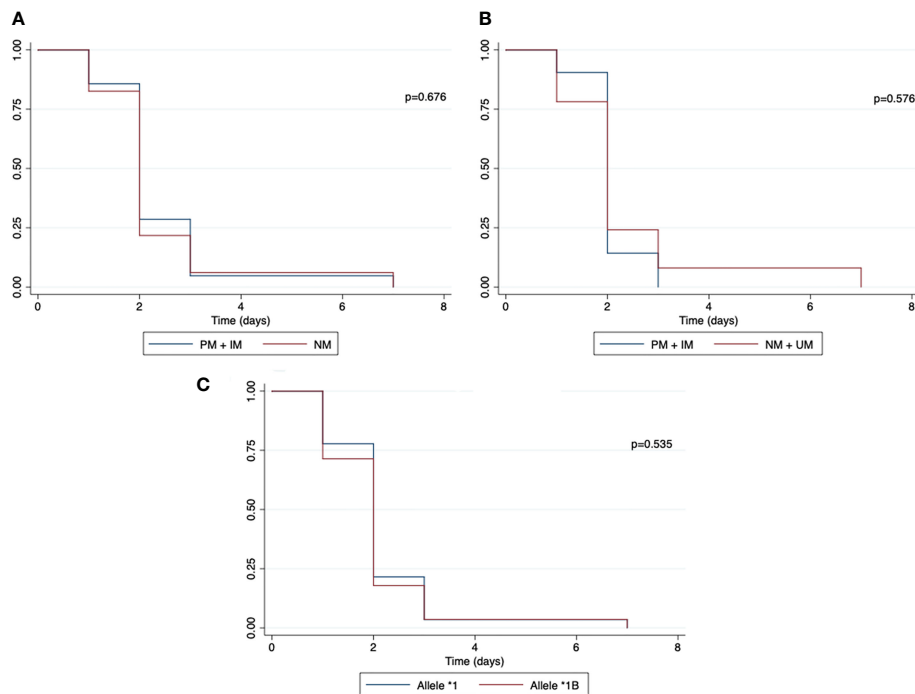 A
1.00
0.75
0.50
0.25
0.00
p=0.676
0 2 4 6 8
Time (days)
PM + IM NM
B
1.00
0.75
0.50
0.25
0.00
p=0.576
0 2 4 6 8
Time (days)
PM + IM NM + UM
C
1.00
0.75
0.50
0.25
0.00
p=0.535
0 2 4 6 8
Time (days)
Allele *1 Allele *1B